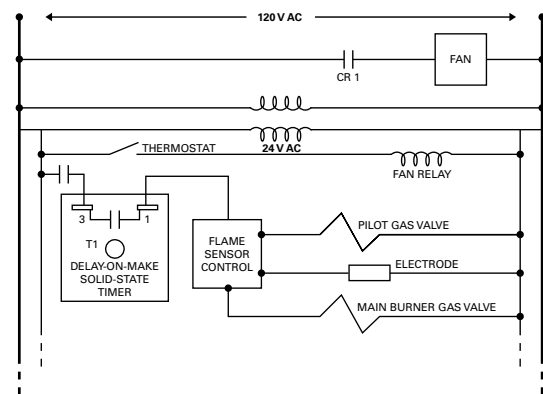 120 V AC
FAN
CR 1
24 V AC
THERMOSTAT
FAN RELAY
3
1
T1
DELAY-ON-MAKE
SOLID-STATE
TIMER
FLAME
SENSOR
CONTROL
PILOT GAS VALVE
ELECTRODE
MAIN BURNER GAS VALVE